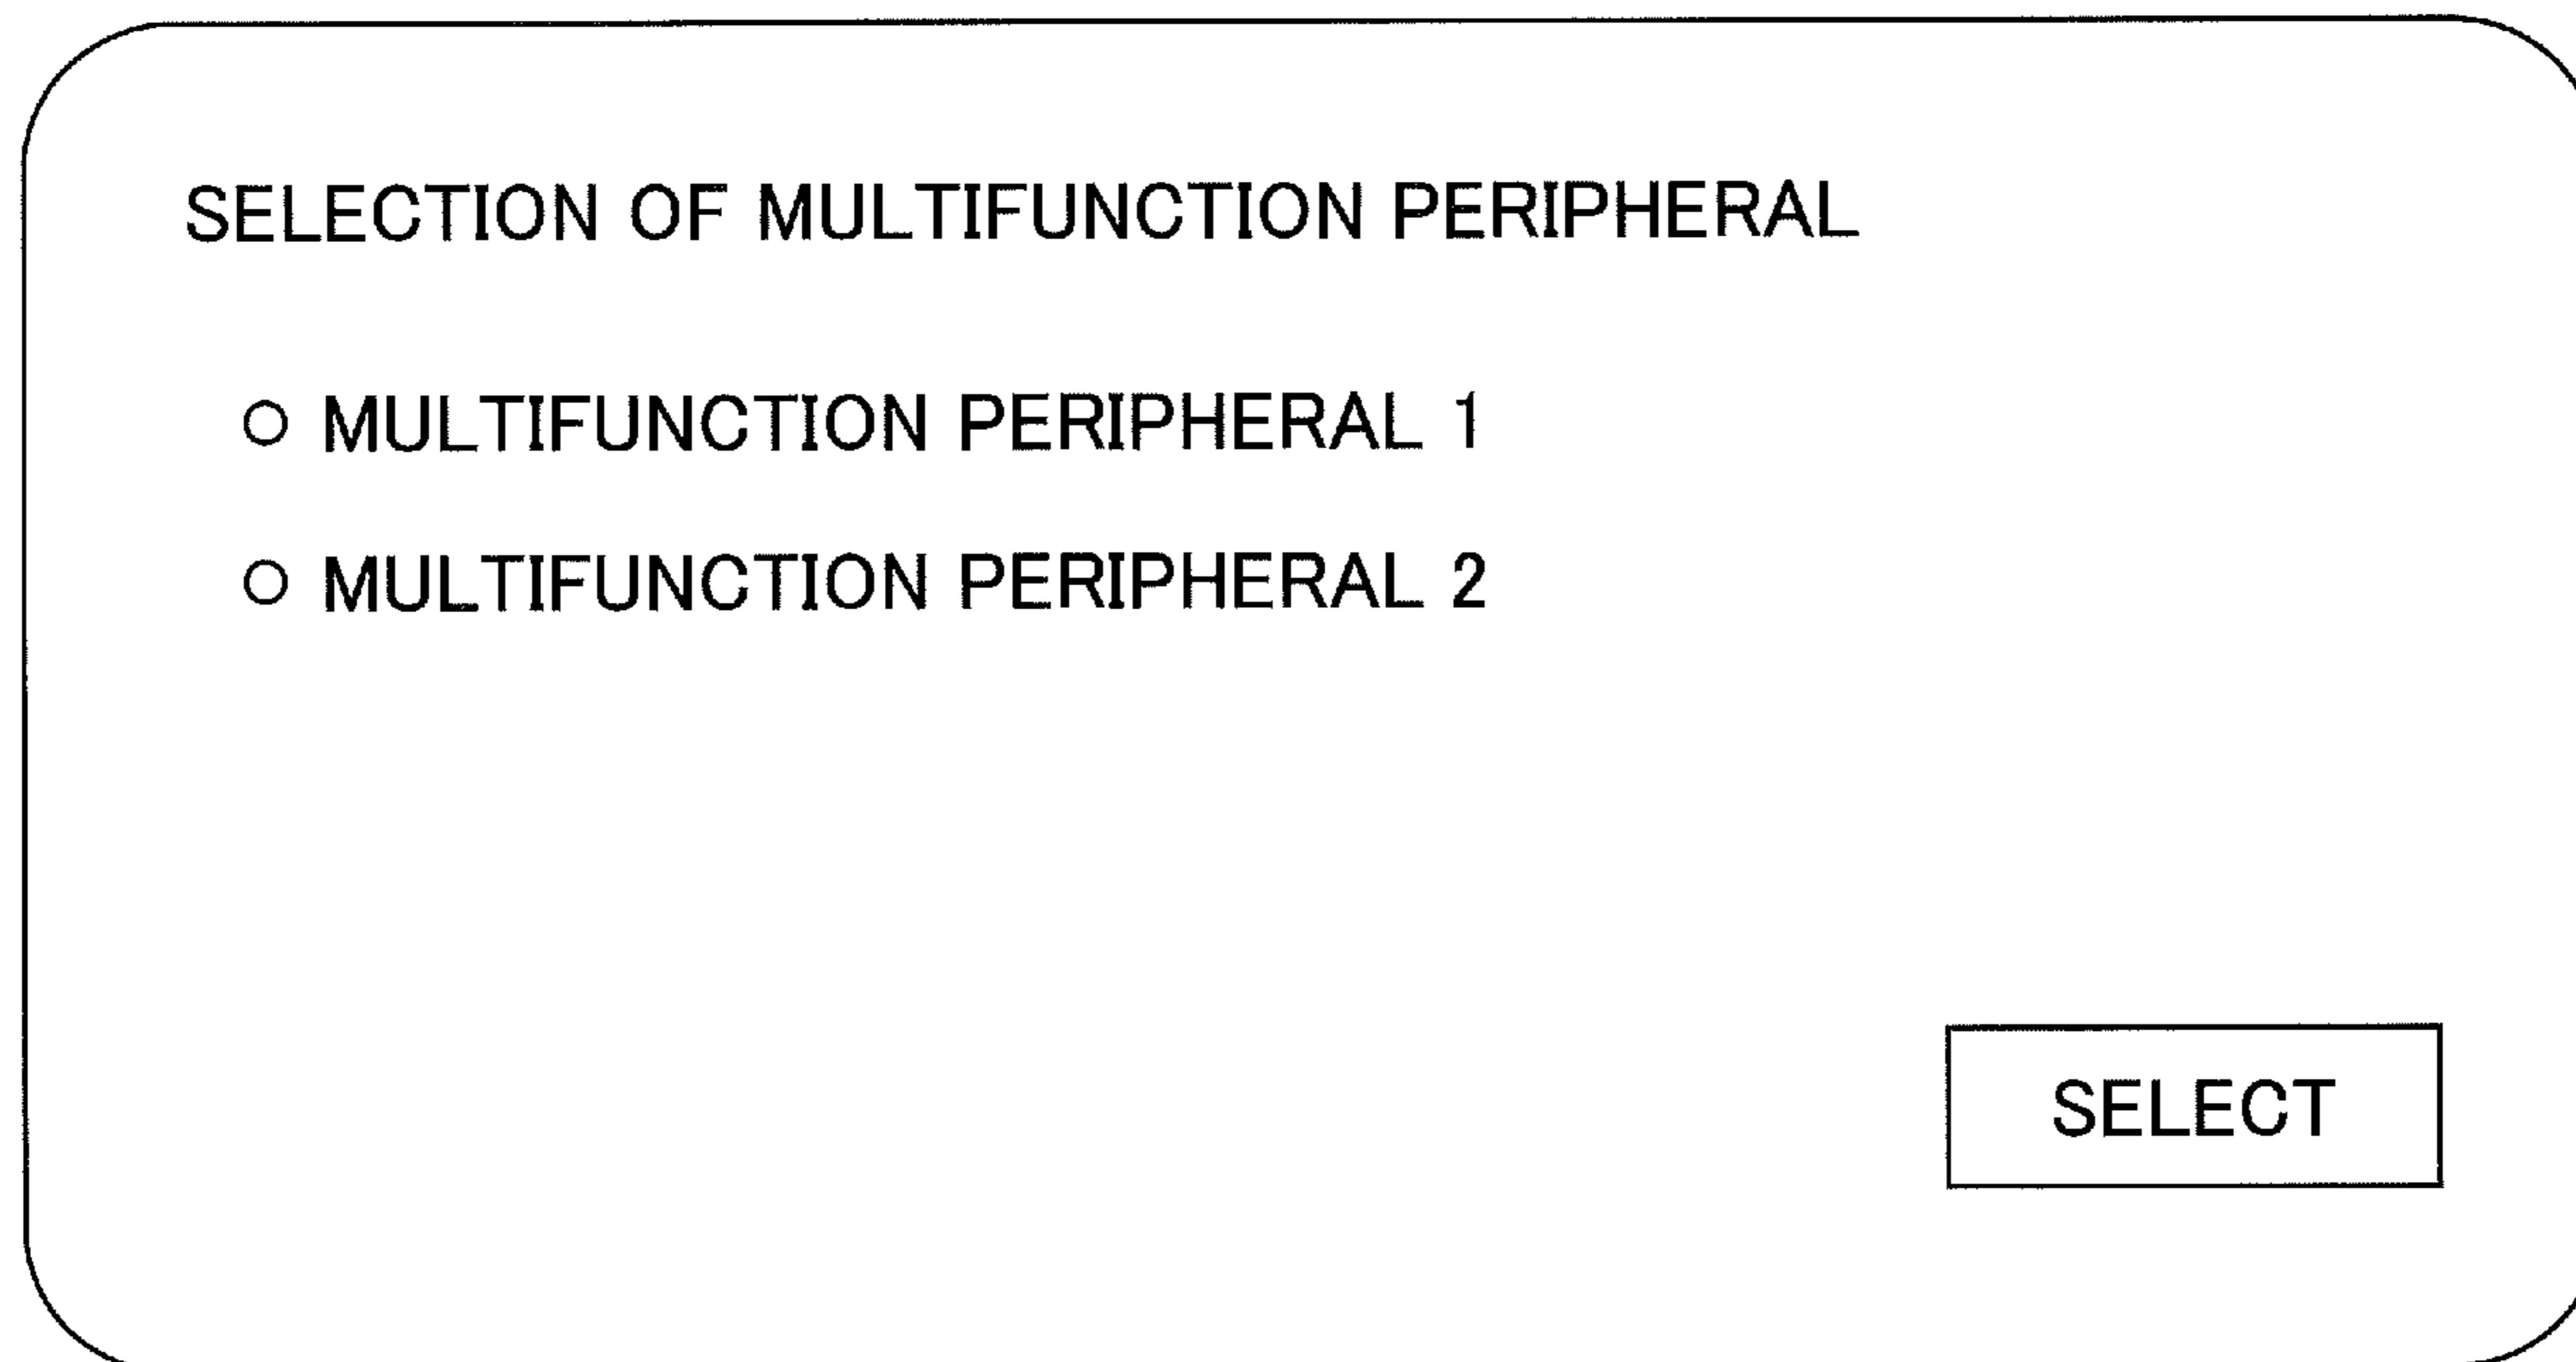 SELECTION OF MULTIFUNCTION PERIPHERAL
○ MULTIFUNCTION PERIPHERAL 1
○ MULTIFUNCTION PERIPHERAL 2
SELECT